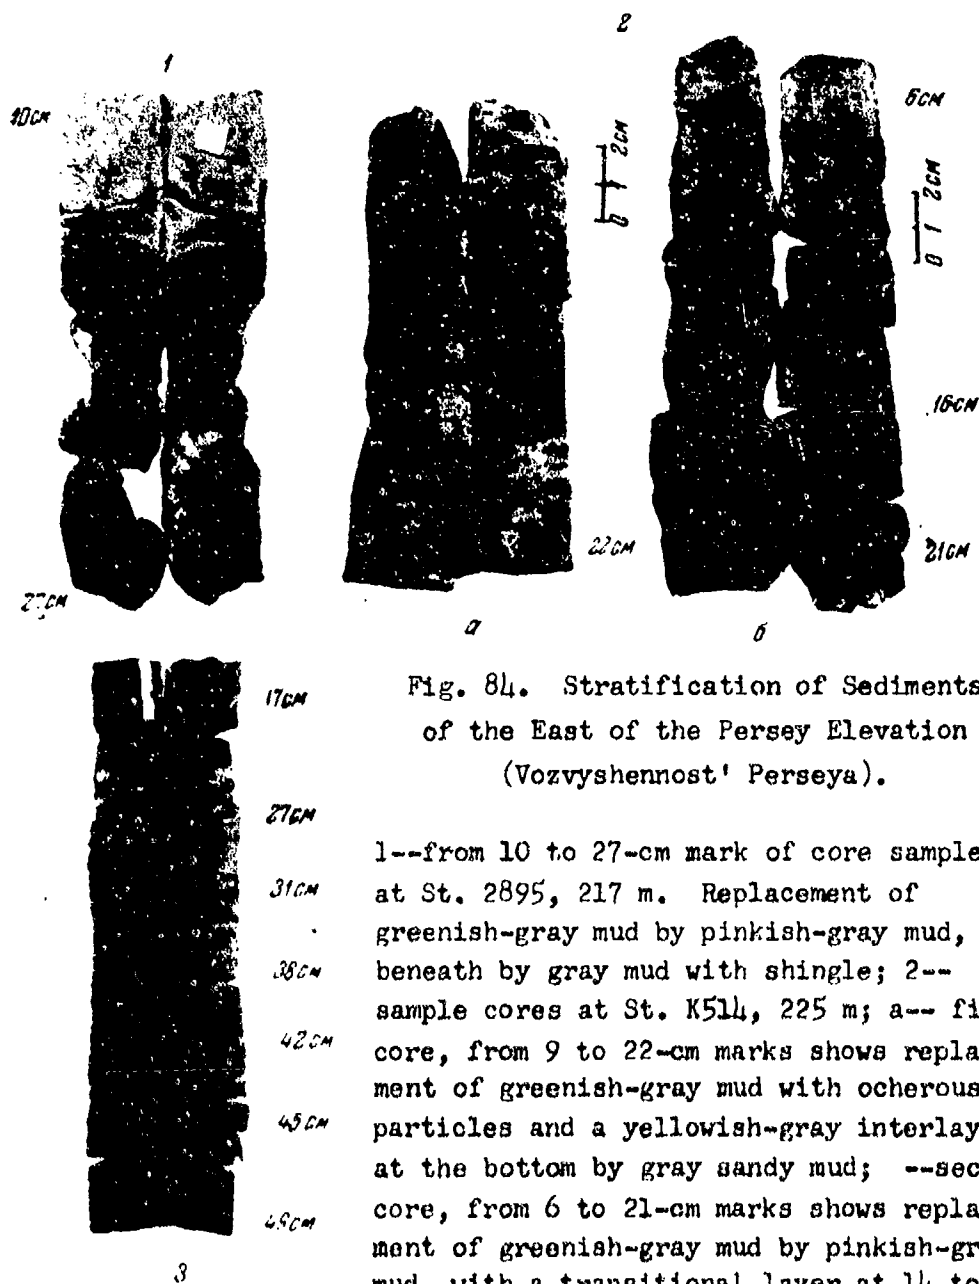 2
1
10см
6см
0 1 2см
0 1 2см
16см
22см
21см
27см
а
б
17см
27см
31см
38см
42см
45см
3
Fig. 84. Stratification of Sediments
of the East of the Persey Elevation
(Vozvyshennost' Perseya).
1--from 10 to 27-cm mark of core sample
at St. 2895, 217 m. Replacement of
greenish-gray mud by pinkish-gray mud,
beneath by gray mud with shingle; 2--
sample cores at St. K514, 225 m; a-- fi
core, from 9 to 22-cm marks shows repla
ment of greenish-gray mud with ocherous
particles and a yellowish-gray interlay
at the bottom by gray sandy mud; --sec
core, from 6 to 21-cm marks shows repla
ment of greenish-gray mud by pinkish-gr
mud, with a transitional layer at 14 to